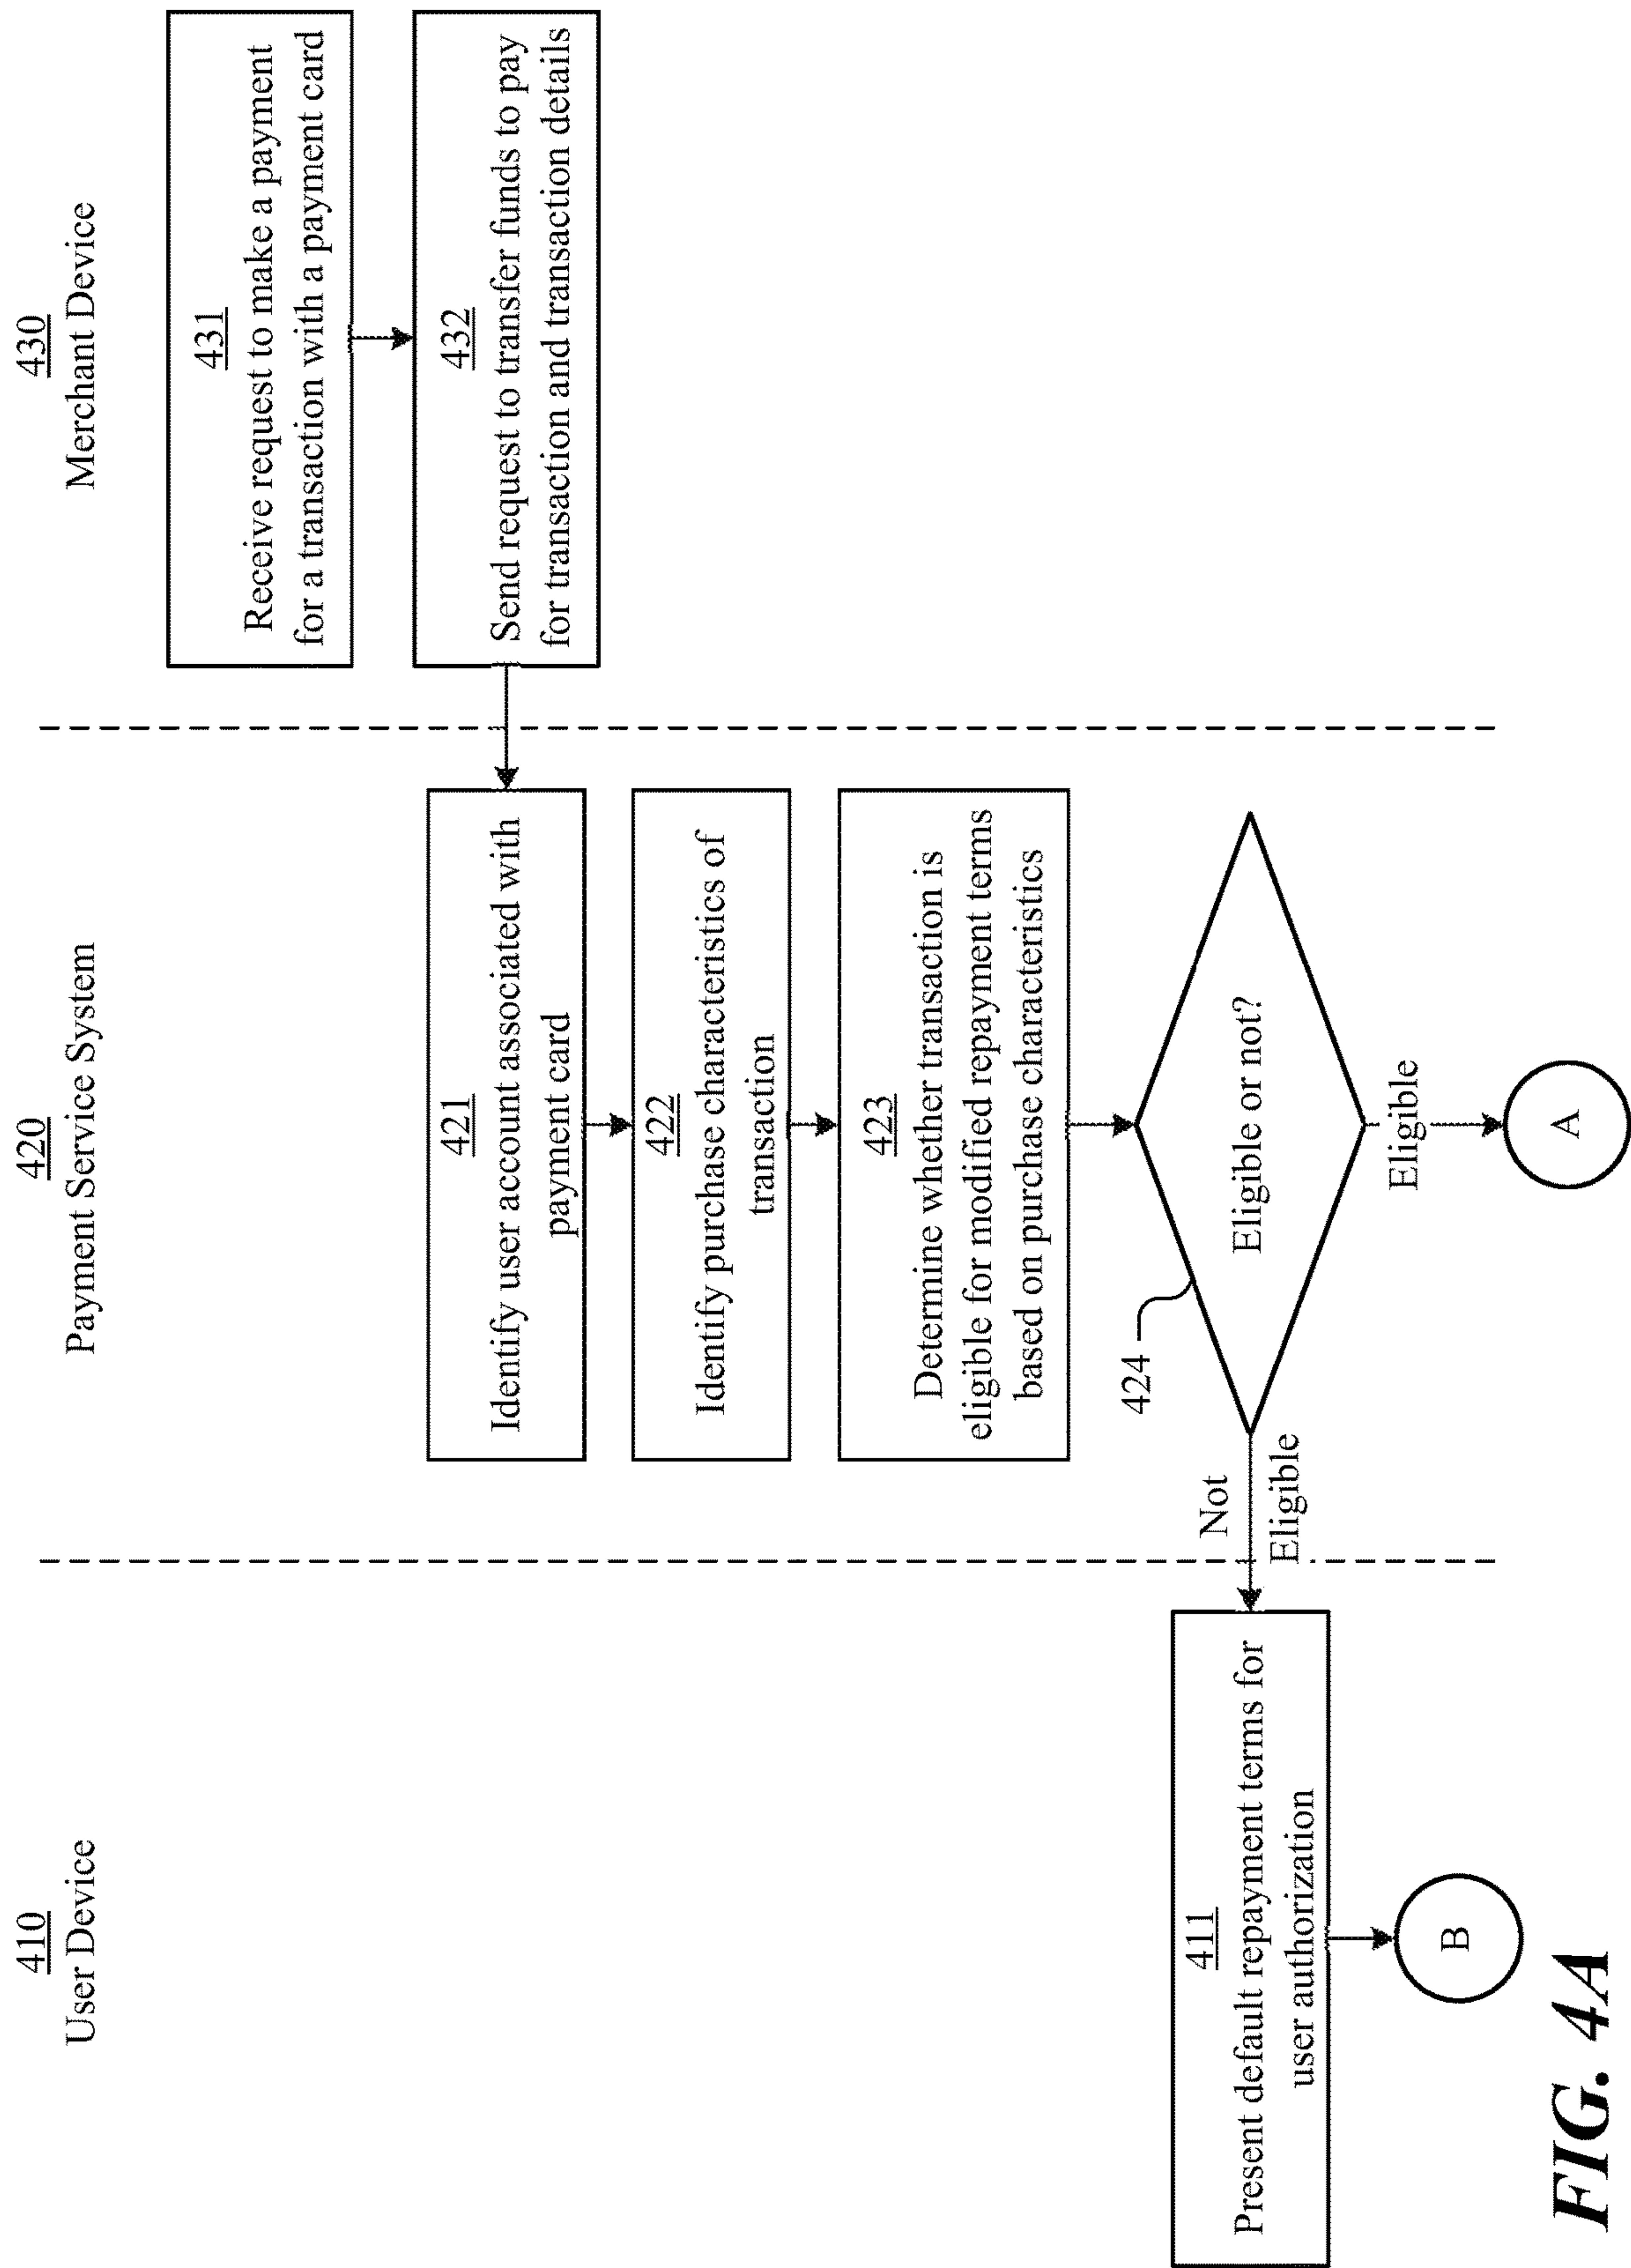 410
User Device
420
Payment Service System
430
Merchant Device
431
Receive request to make a payment
for a transaction with a payment card
432
Send request to transfer funds to pay
for transaction and transaction details
421
Identify user account associated with
payment card
422
Identify purchase characteristics of
transaction
423
Determine whether transaction is
eligible for modified repayment terms
based on purchase characteristics
424
Eligible or not?
Not
Eligible
Eligible
A
411
Present default repayment terms for
user authorization
B
FIG. 4A